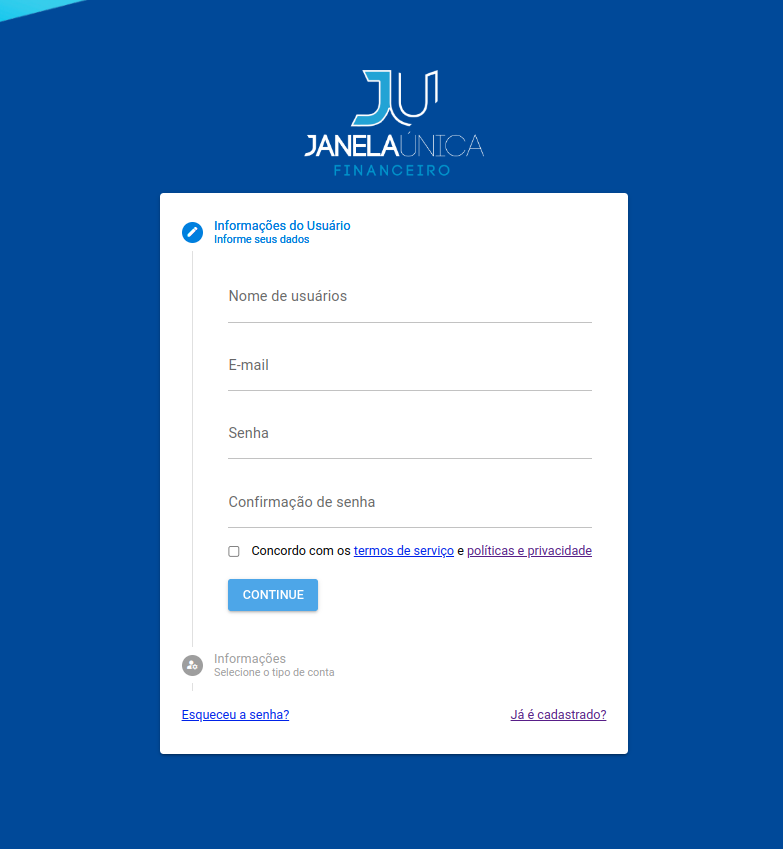 JU
JANELAÚNICA
FINANCEIRO
Informações do Usuário
Informe seus dados
Nome de usuários
E-mail
Senha
Confirmação de senha
Concordo com os termos de serviço e políticas e privacidade
CONTINUE
Informações
Selecione o tipo de conta
Esqueceu a senha? Já é cadastrado?